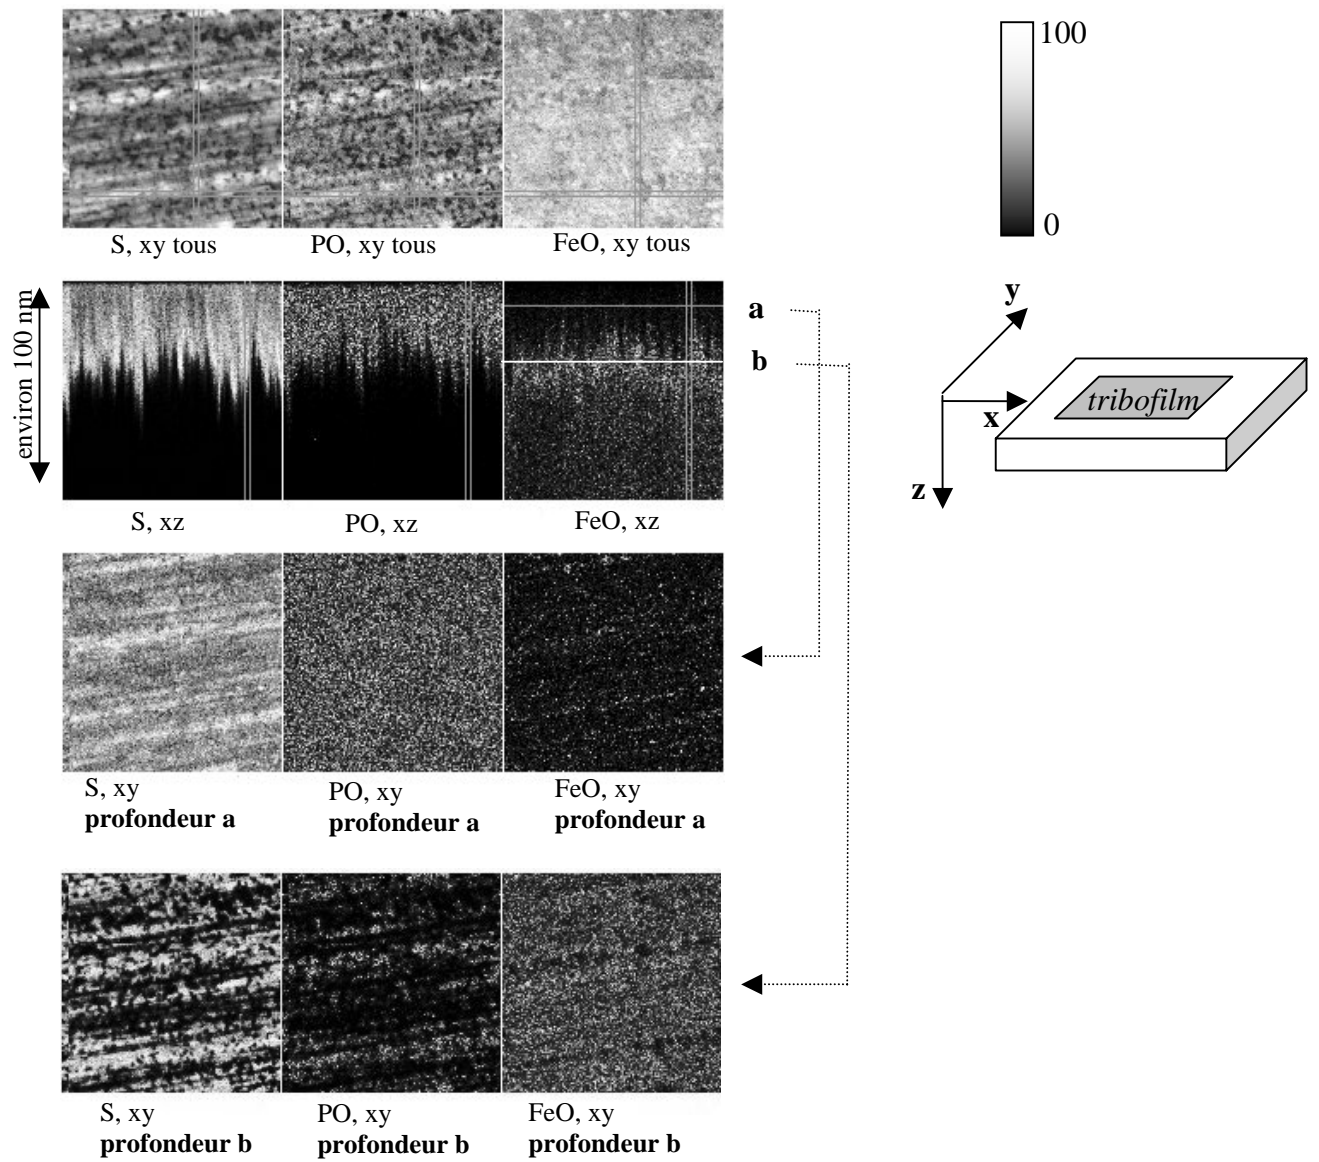 100
0
S, xy tous
PO, xy tous
FeO, xy tous
environ 100 nm
a
b
y
x
z
tribofilm
S, xz
PO, xz
FeO, xz
S, xy
profondeur a
PO, xy
profondeur a
FeO, xy
profondeur a
S, xy
profondeur b
PO, xy
profondeur b
FeO, xy
profondeur b